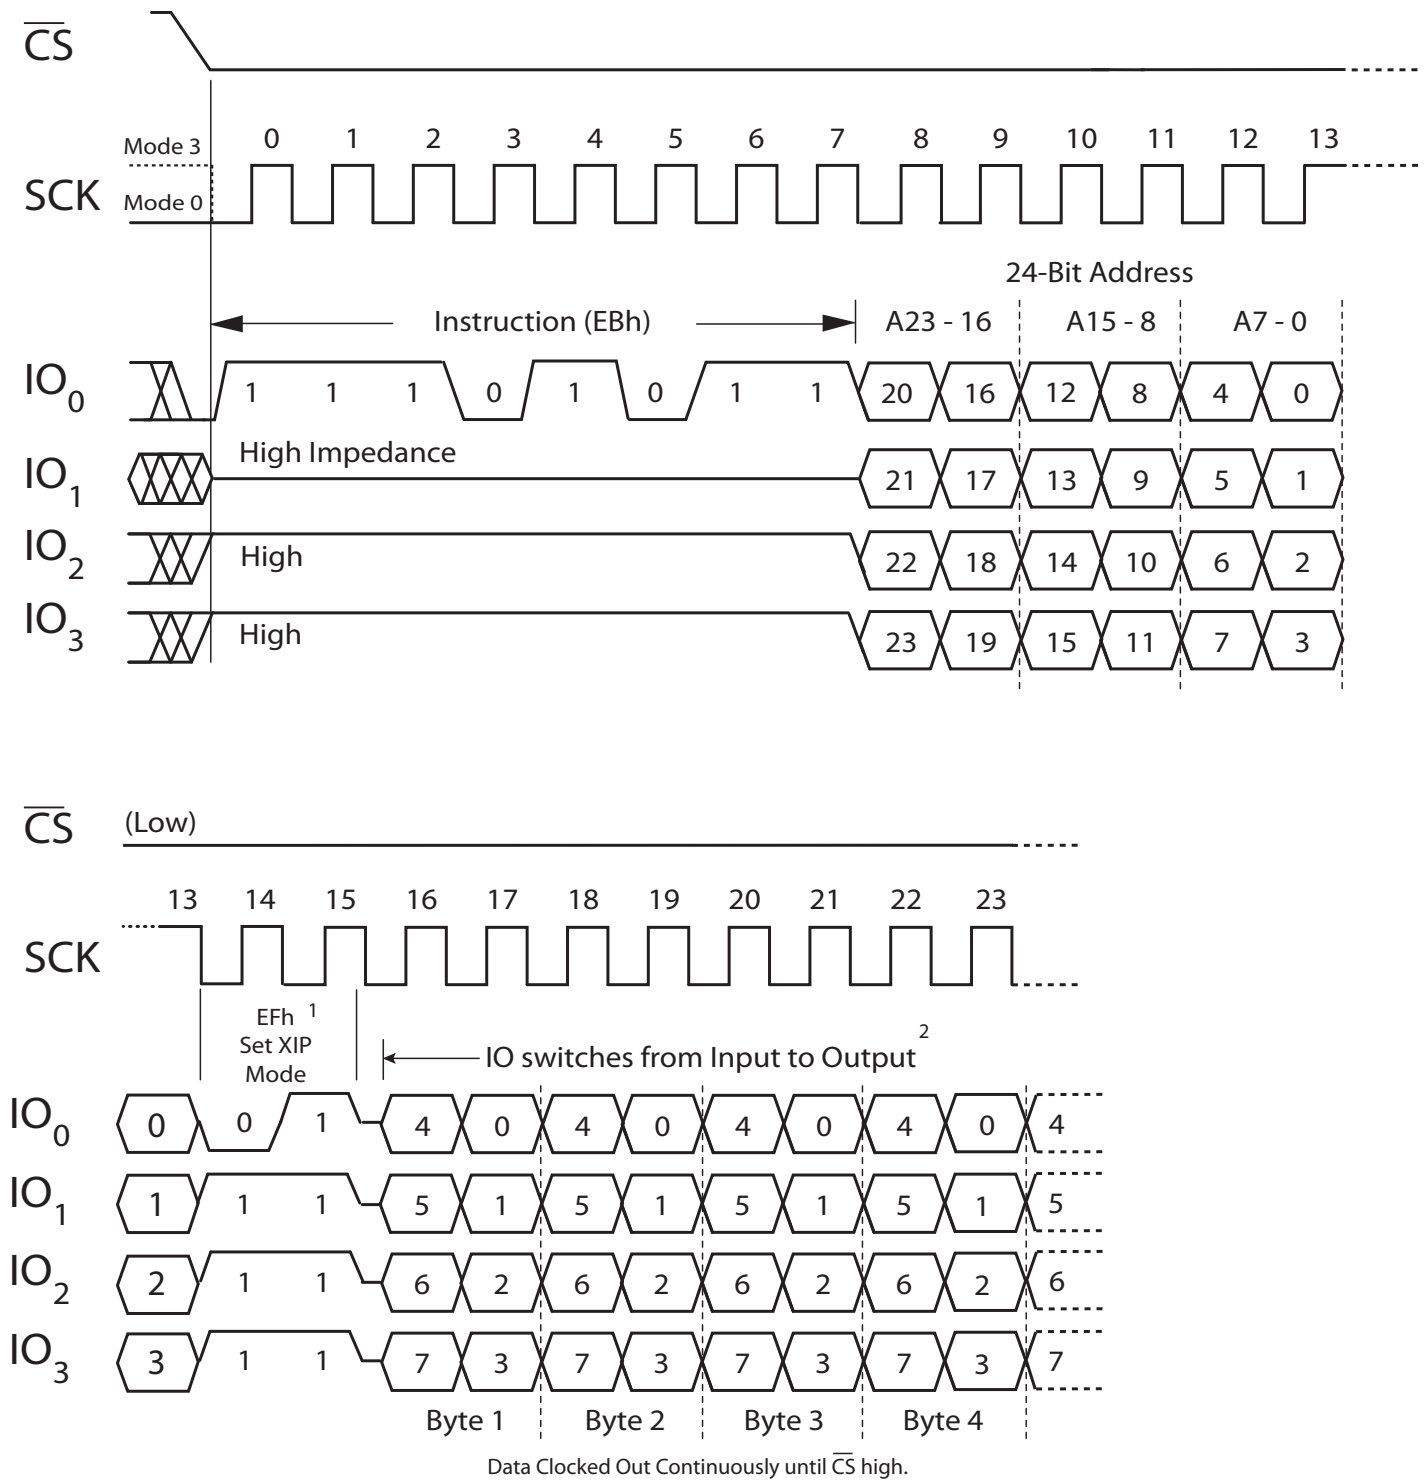 CS
Mode 3 0 1 2 3 4 5 6 7 8 9 10 11 12 13
SCK Mode 0
24-Bit Address
Instruction (EBh) A23 - 16 A15 - 8 A7 - 0
IO0 1 1 1 0 1 0 1 1 20 16 12 8 4 0
High Impedance
IO1 21 17 13 9 5 1
IO2 High 22 18 14 10 6 2
IO3 High 23 19 15 11 7 3
CS (Low)
13 14 15 16 17 18 19 20 21 22 23
SCK
EFh 1
Set XIP
Mode
IO switches from Input to Output 2
IO0 0 0 1 4 0 4 0 4 0 4 0 4
IO1 1 1 1 5 1 5 1 5 1 5 1 5
IO2 2 1 1 6 2 6 2 6 2 6 2 6
IO3 3 1 1 7 3 7 3 7 3 7 3 7
Byte 1 Byte 2 Byte 3 Byte 4
Data Clocked Out Continuously until CS high.